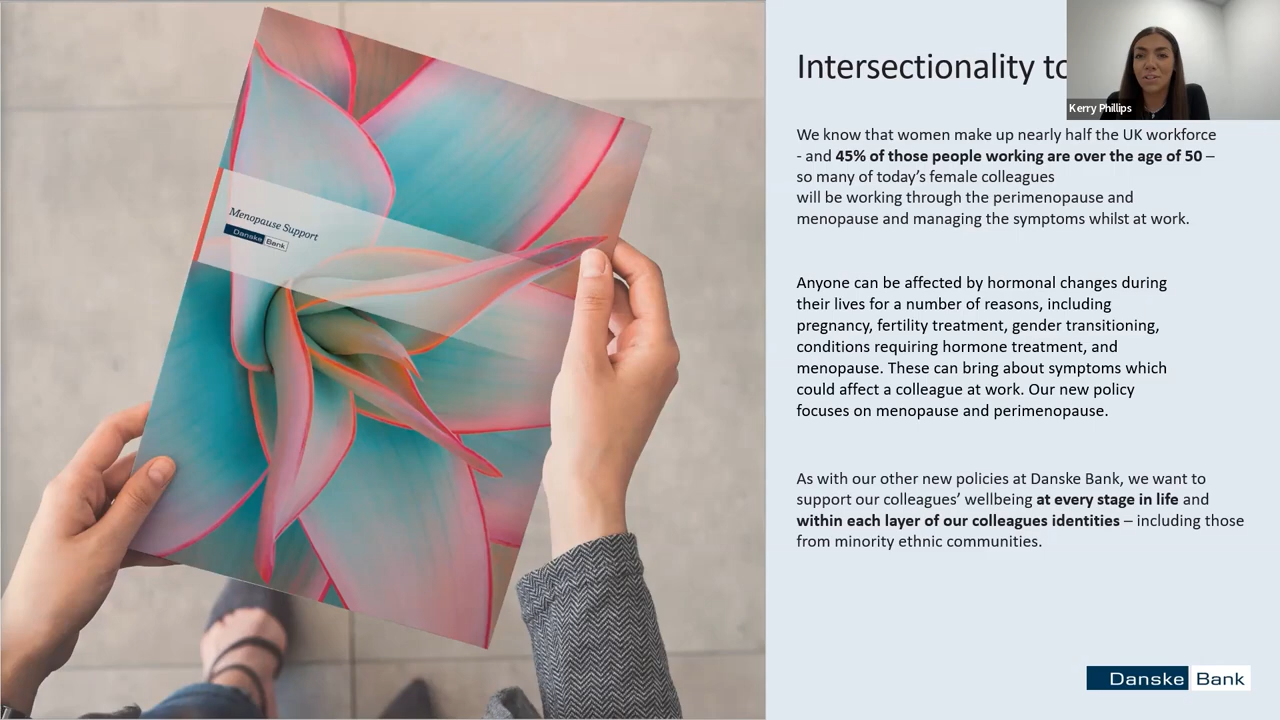 Intersectionality to
Kerry Phillips
We know that women make up nearly half the UK workforce
- and 45% of those people working are over the age of 50 –
so many of today's female colleagues
will be working through the perimenopause and
menopause and managing the symptoms whilst at work.
Anyone can be affected by hormonal changes during
their lives for a number of reasons, including
pregnancy, fertility treatment, gender transitioning,
conditions requiring hormone treatment, and
menopause. These can bring about symptoms which
could affect a colleague at work. Our new policy
focuses on menopause and perimenopause.
As with our other new policies at Danske Bank, we want to
support our colleagues' wellbeing at every stage in life and
within each layer of our colleagues identities – including those
from minority ethnic communities.
Menopause Support
Danske Bank
Danske Bank